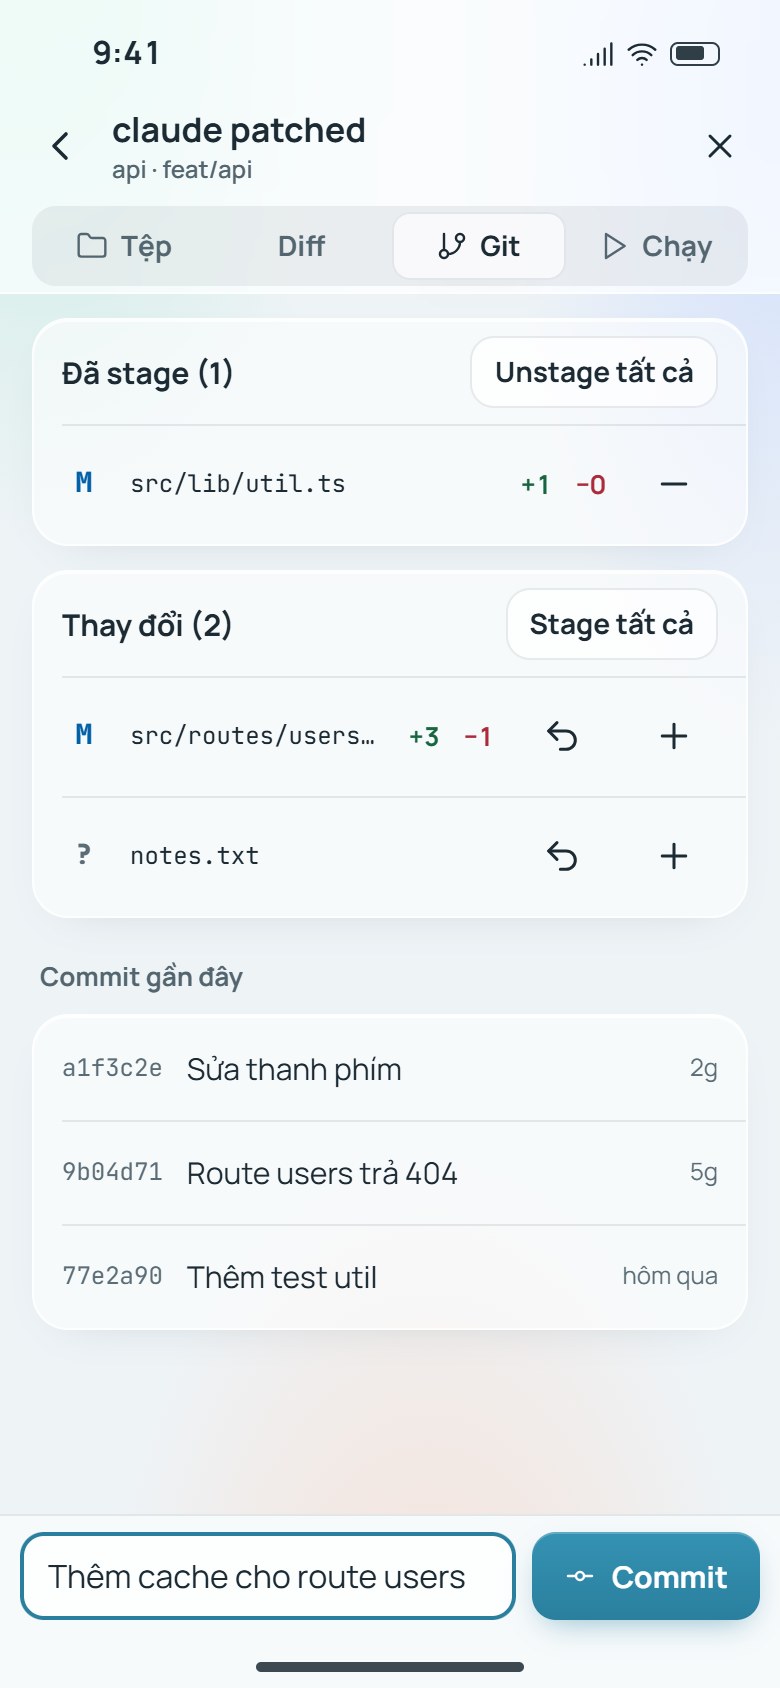 9:41
claude patched
api · feat/api
Tệp Diff Git Chạy
Đã stage (1) Unstage tất cả
M src/lib/util.ts +1 −0
Thay đổi (2) Stage tất cả
M src/routes/users… +3 −1
? notes.txt
Commit gần đây
a1f3c2e Sửa thanh phím 2g
9b04d71 Route users trả 404 5g
77e2a90 Thêm test util hôm qua
Thêm cache cho route users Commit